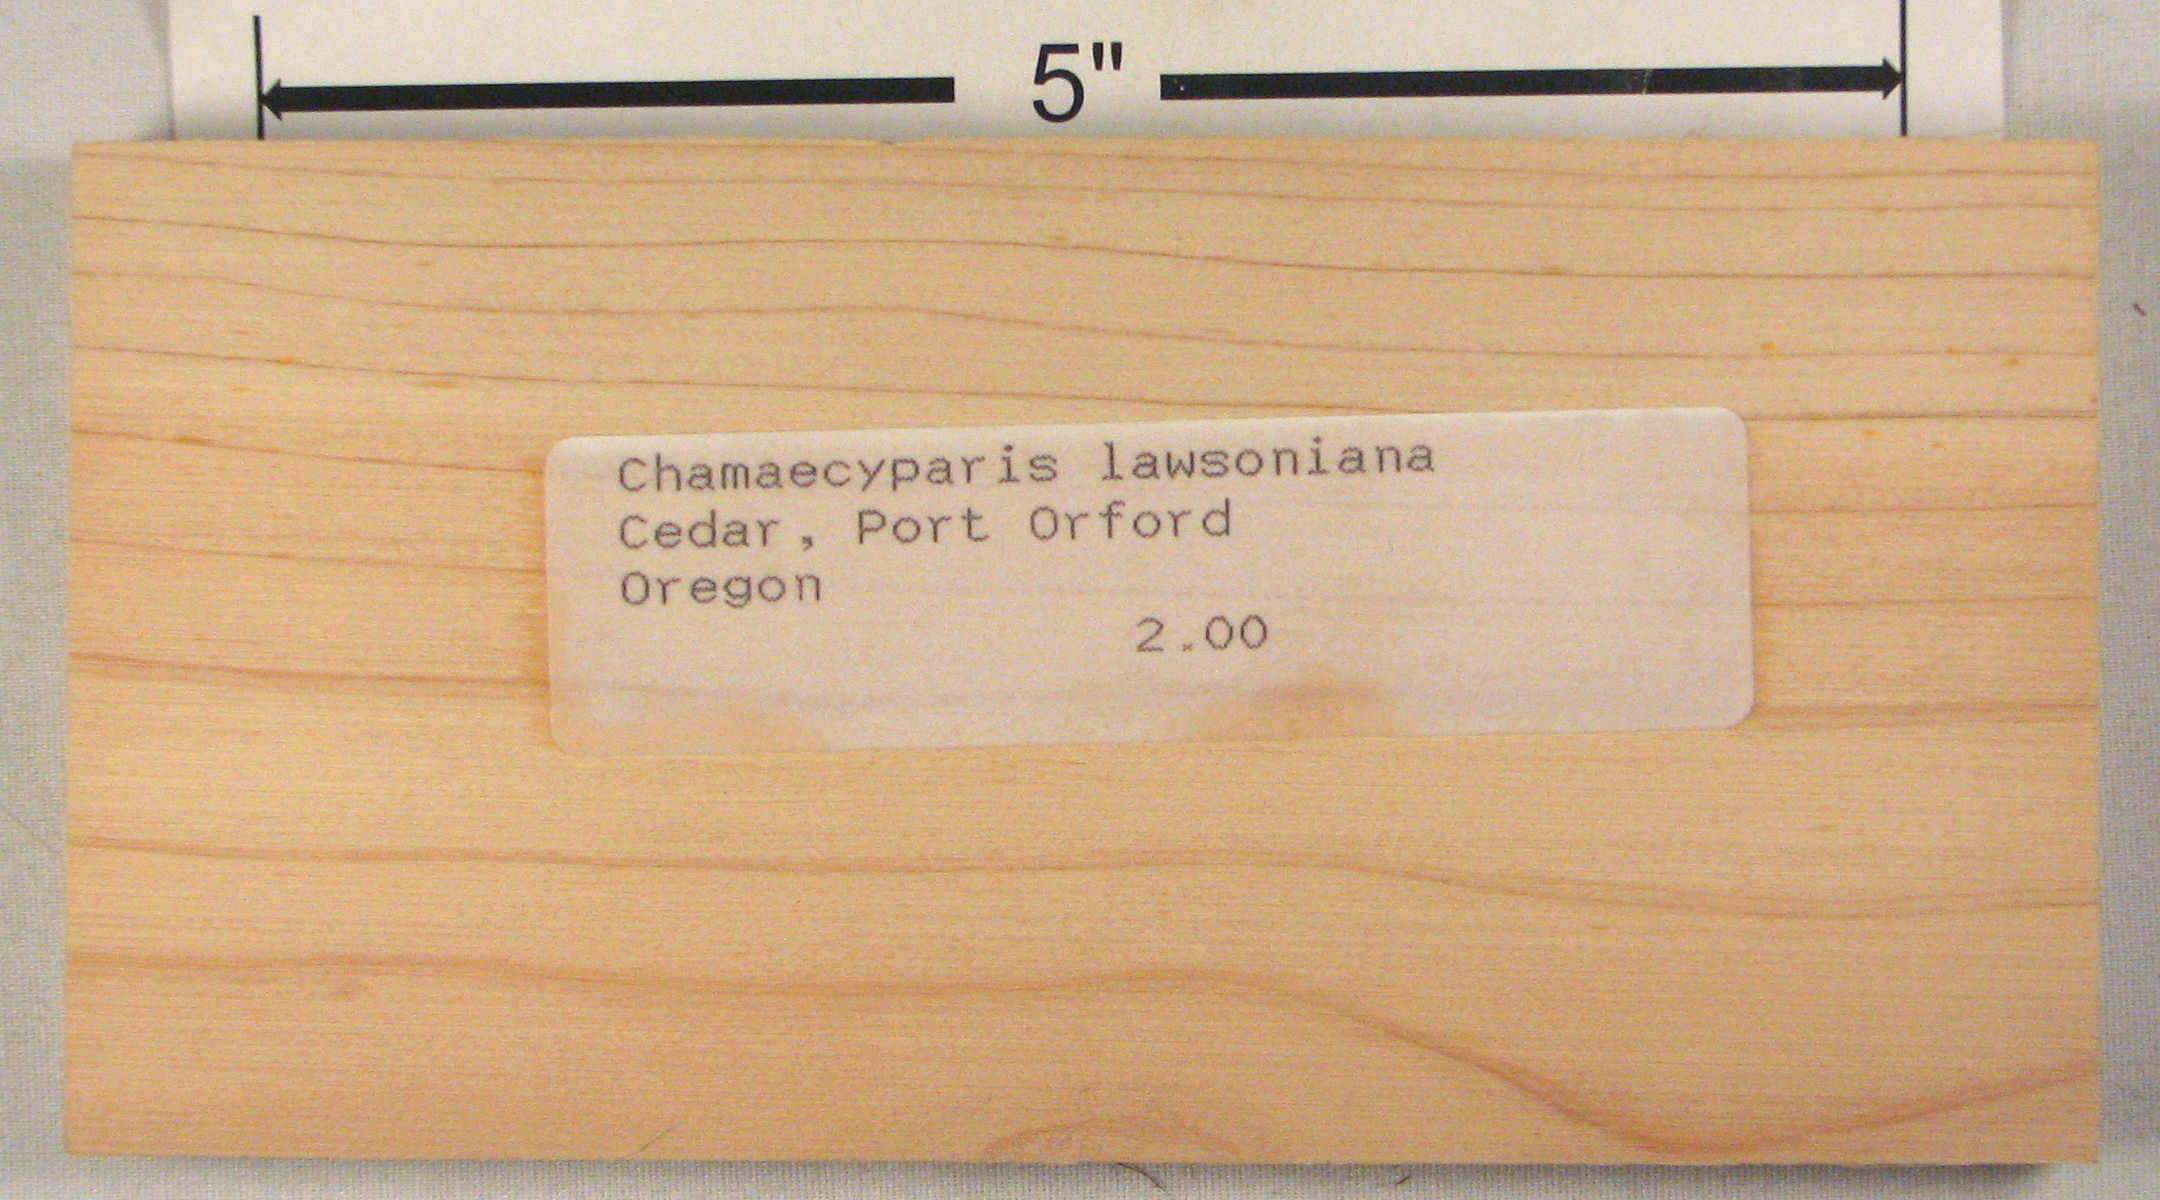 5"
Chamaecyparis lawsoniana
Cedar, Port Orford
Oregon
2.00